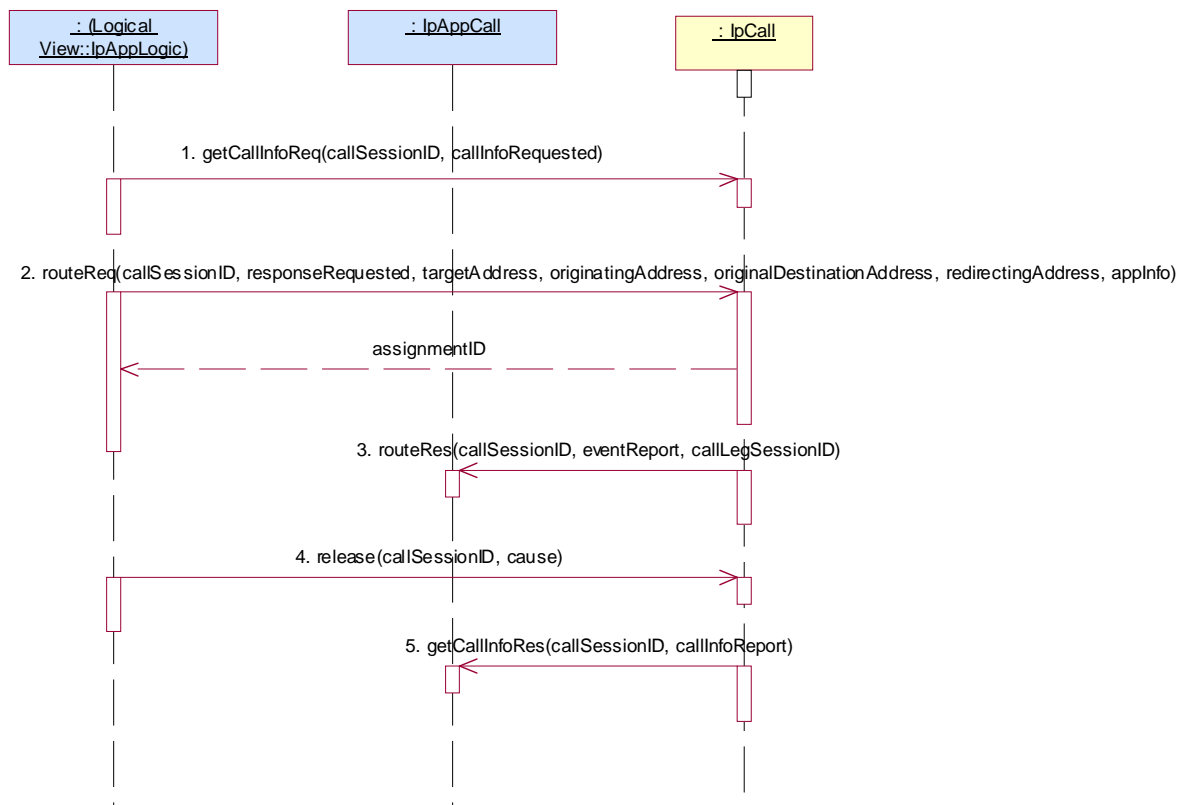 : (Logical
View::IpAppLogic)
: IpAppCall
: IpCall
1. getCallInfoReq(callSessionID, callInfoRequested)
2. routeReq(callSessionID, responseRequested, targetAddress, originatingAddress, originalDestinationAddress, redirectingAddress, appInfo)
assignmentID
3. routeRes(callSessionID, eventReport, callLegSessionID)
4. release(callSessionID, cause)
5. getCallInfoRes(callSessionID, callInfoReport)